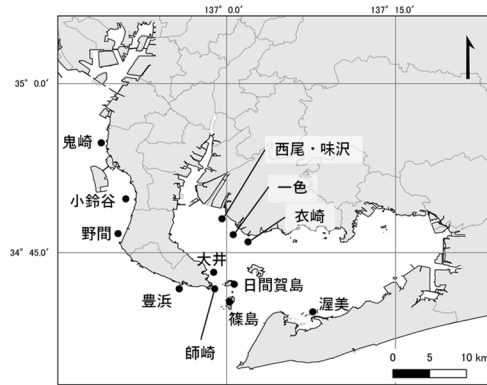 137° 0.0′
137° 15.0′
35° 0.0′
鬼崎
西尾・味沢
小鈴谷
一色
衣崎
野間
34° 45.0′
大井
日間賀島
豊浜
篠島
渥美
師崎
0 5 10 km